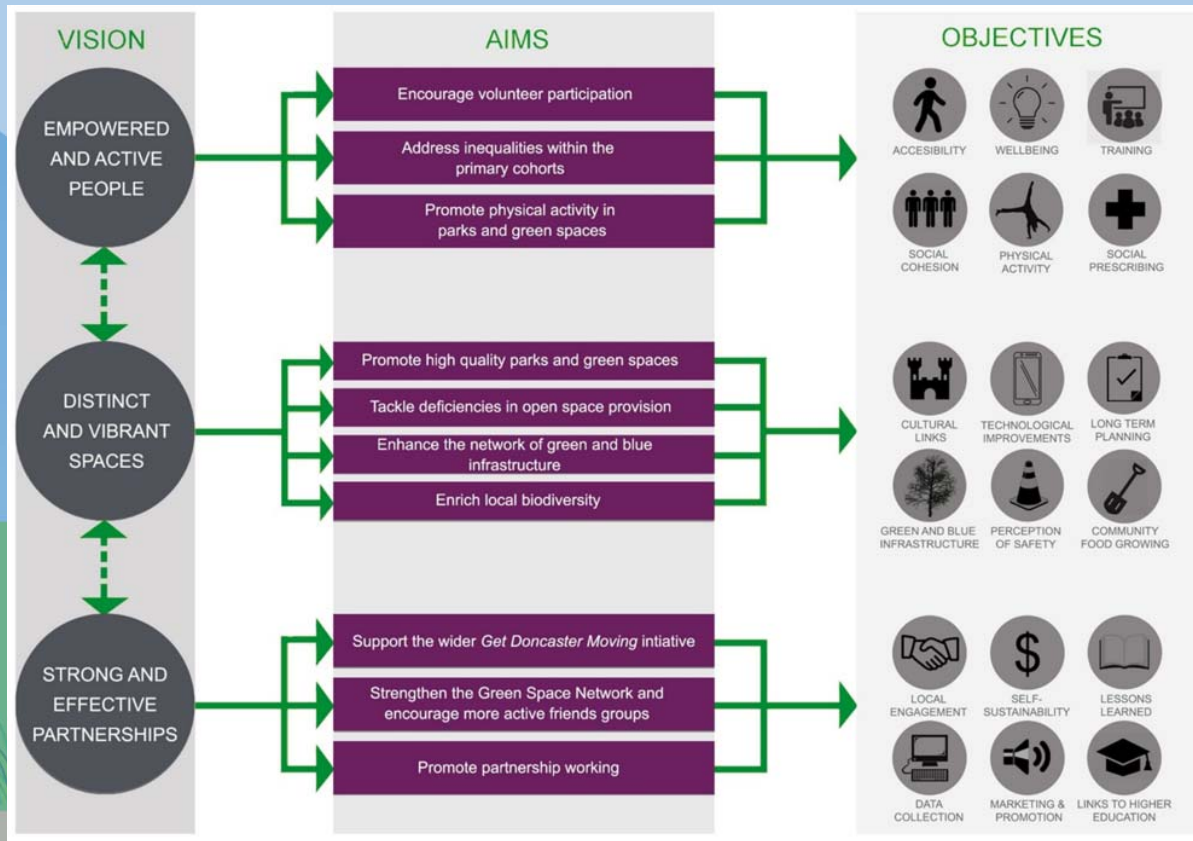 VISION
AIMS
OBJECTIVES
EMPOWERED
AND ACTIVE
PEOPLE
Encourage volunteer participation
Address inequalities within the
primary cohorts
Promote physical activity in
parks and green spaces
ACCESIBILITY
WELLBEING
TRAINING
SOCIAL
COHESION
PHYSICAL
ACTIVITY
SOCIAL
PRESCRIBING
DISTINCT
AND VIBRANT
SPACES
Promote high quality parks and green spaces
Tackle deficiencies in open space provision
Enhance the network of green and blue
infrastructure
Enrich local biodiversity
CULTURAL
LINKS
TECHNOLOGICAL
IMPROVEMENTS
LONG TERM
PLANNING
GREEN AND BLUE
INFRASTRUCTURE
PERCEPTION
OF SAFETY
COMMUNITY
FOOD GROWING
STRONG AND
EFFECTIVE
PARTNERSHIPS
Support the wider Get Doncaster Moving intiative
Strengthen the Green Space Network and
encourage more active friends groups
Promote partnership working
LOCAL
ENGAGEMENT
$
SELF-
SUSTAINABILITY
LESSONS
LEARNED
DATA
COLLECTION
MARKETING &
PROMOTION
LINKS TO HIGHER
EDUCATION